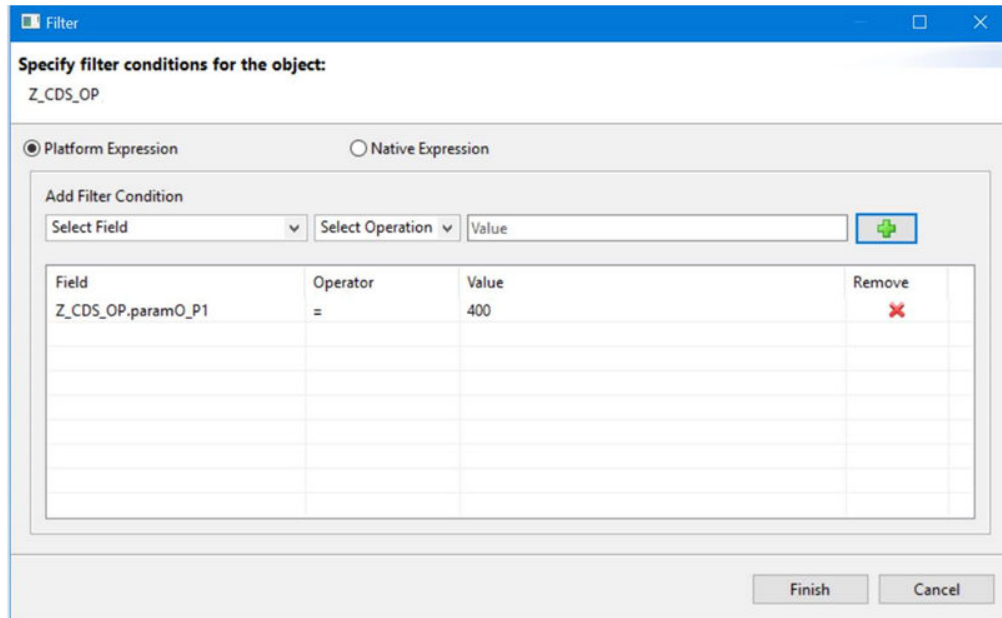 Filter
Specify filter conditions for the object:
Z_CDS_OP
Platform Expression Native Expression
Add Filter Condition
Select Field Select Operation Value
Field Operator Value Remove
Z_CDS_OP.paramO_P1 = 400
Finish Cancel